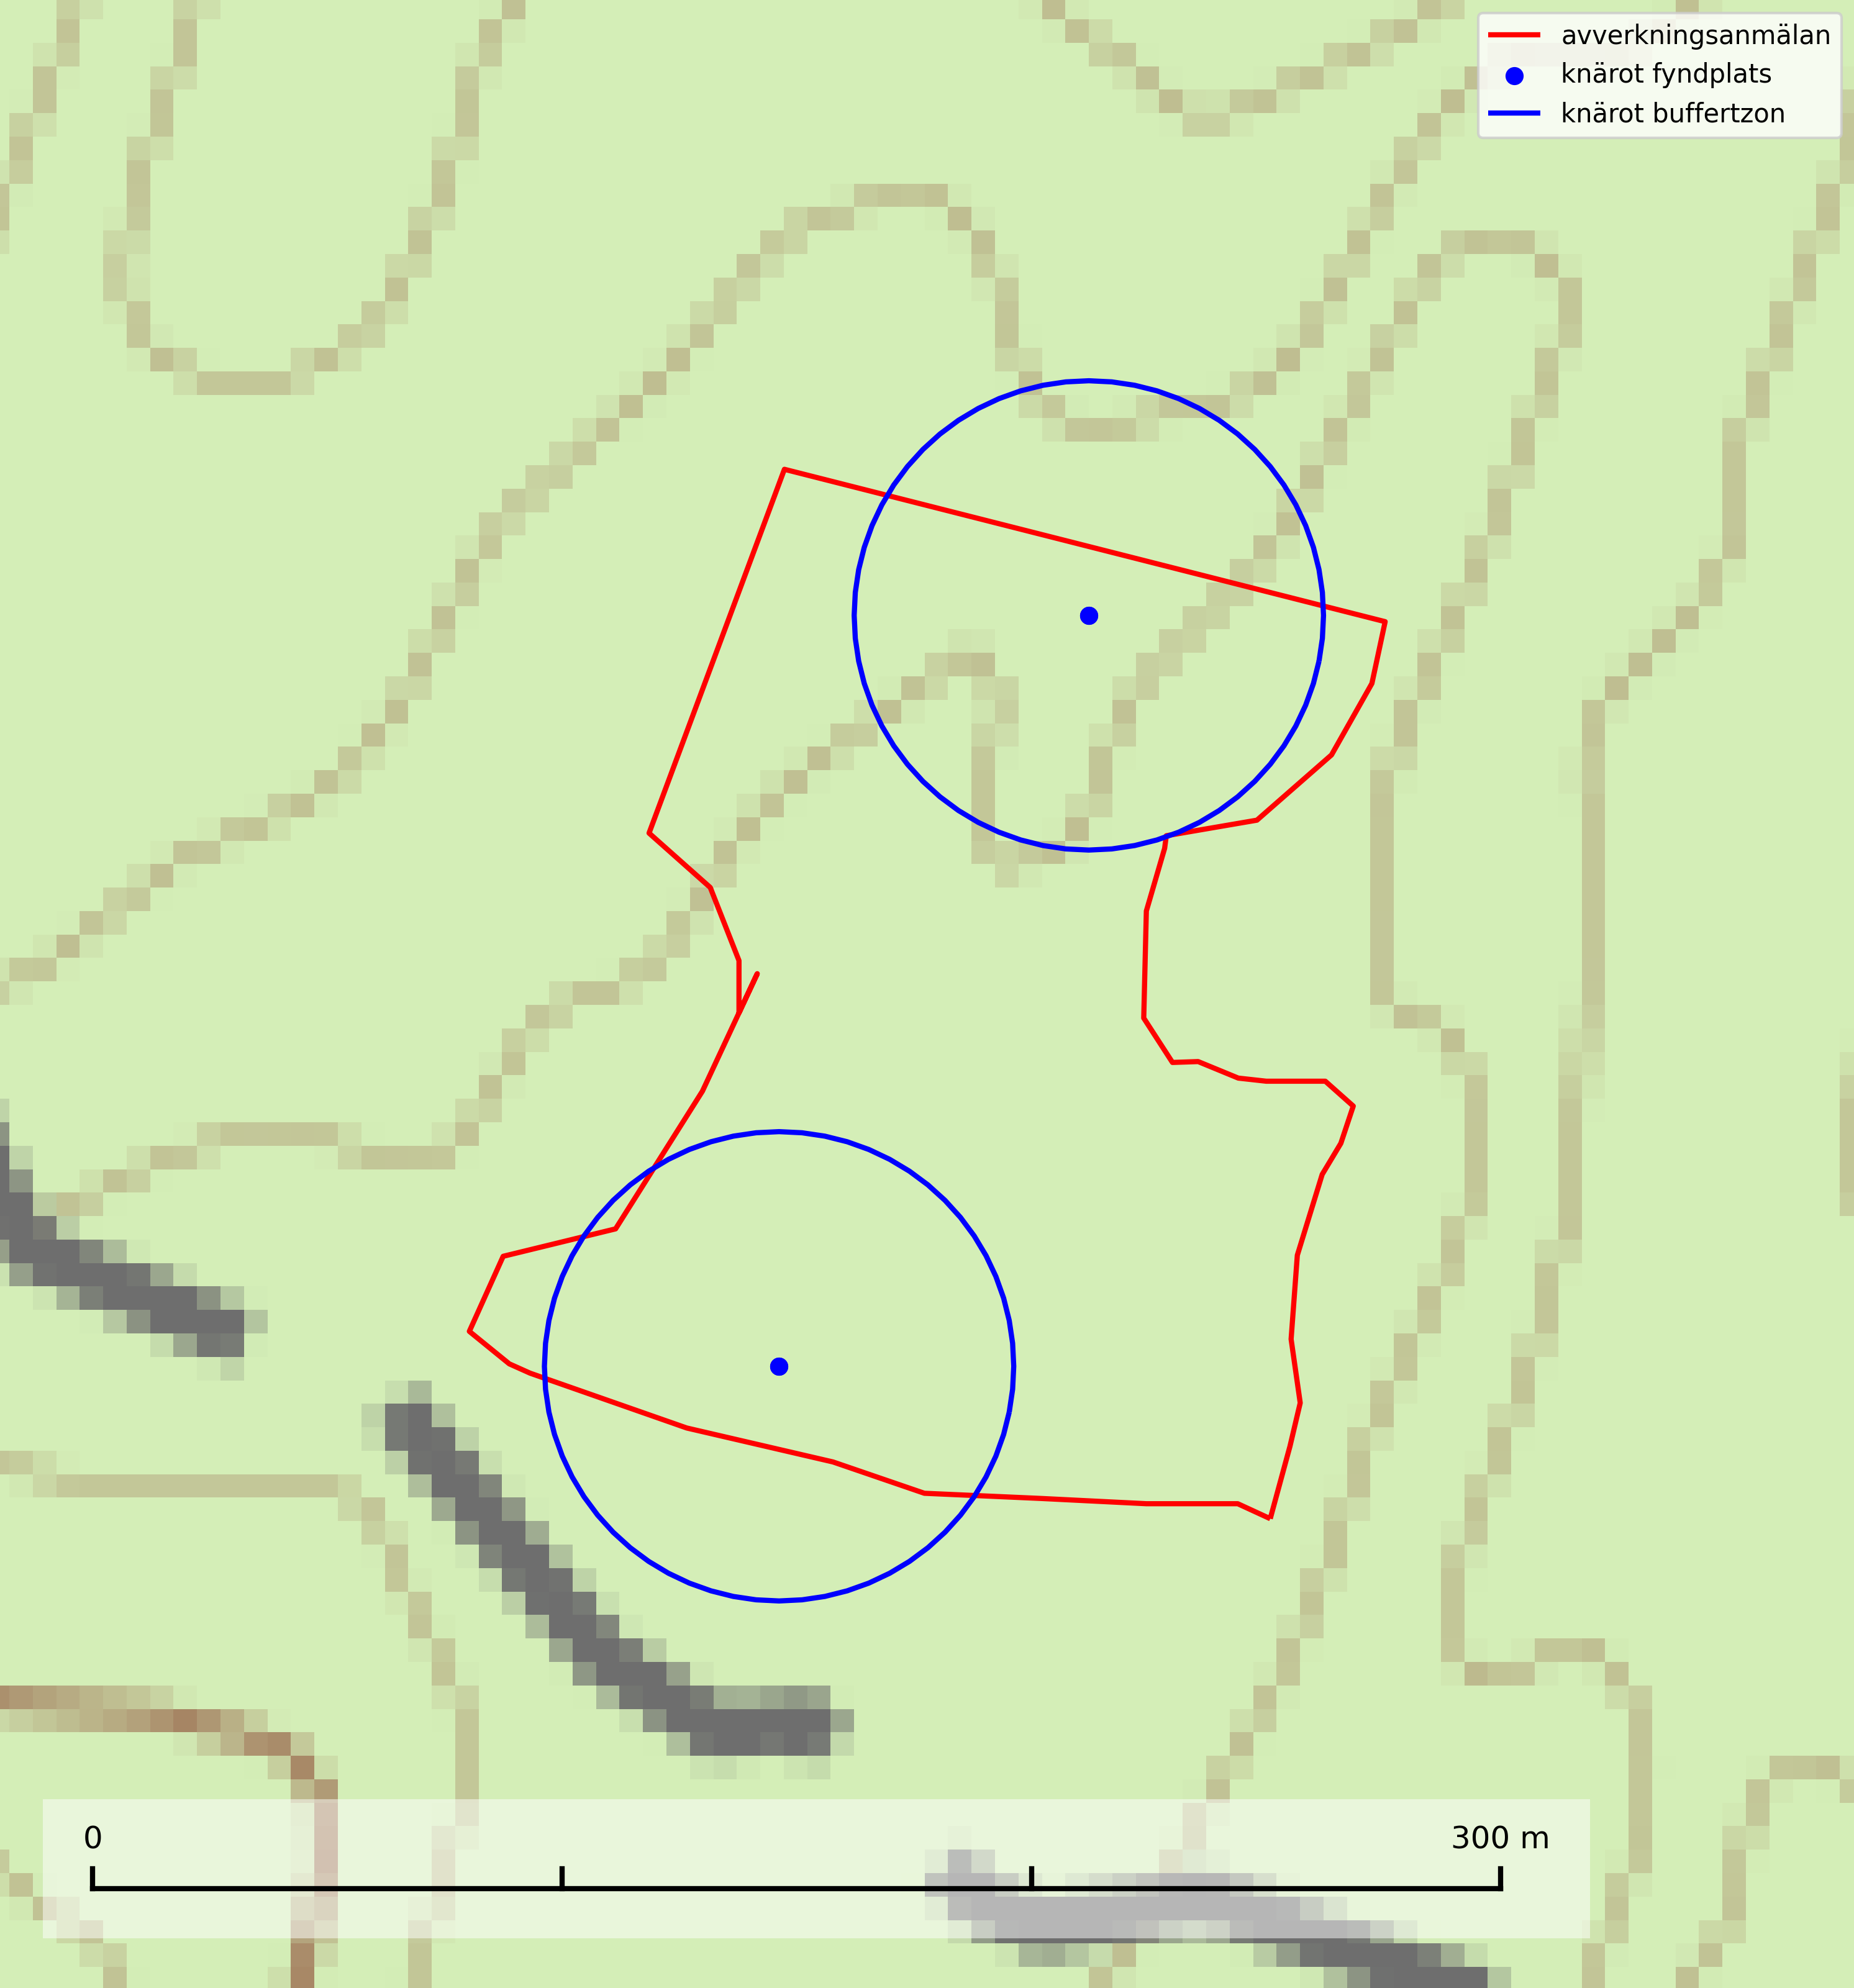 avverkningsanmälan
knärot fyndplats
knärot buffertzon
0
300 m